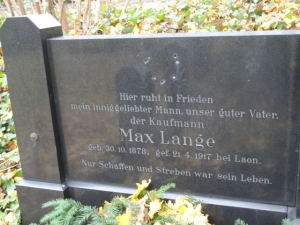 Hier ruht in Frieden
mein inniggeliebter Mann, unser guter Vater,
der Kaufmann
Max Lange
geb. 30. 10. 1878, gef. 21. 4. 1917 bei Laon.
Nur Schaffen und Streben war sein Leben.